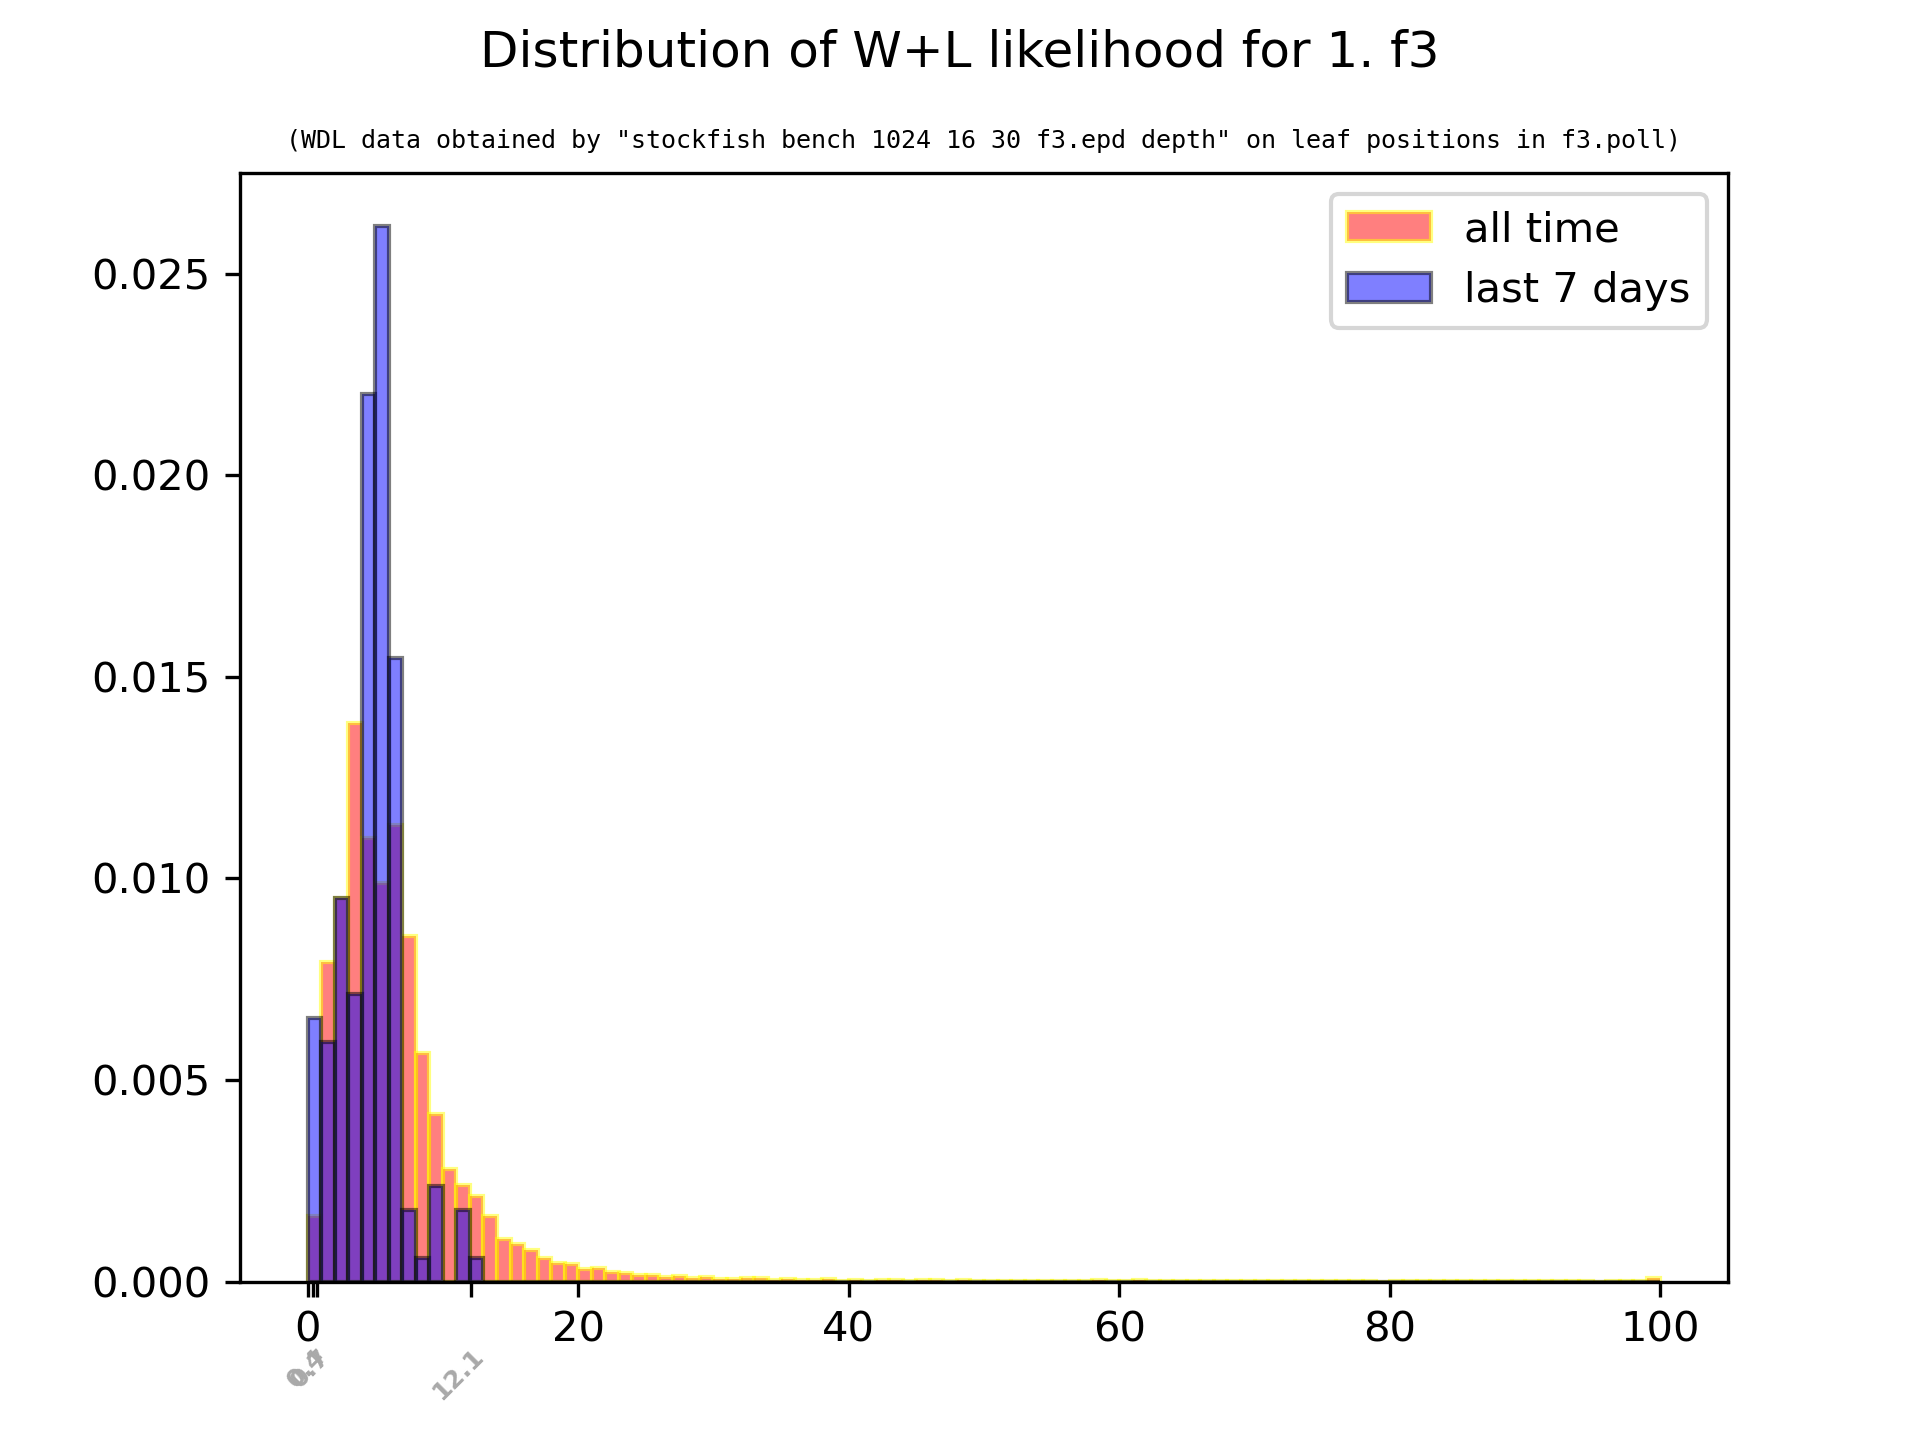 Distribution of W+L likelihood for 1. f3
(WDL data obtained by "stockfish bench 1024 16 30 f3.epd depth" on leaf positions in f3.poll)
all time
last 7 days
0.025
0.020
0.015
0.010
0.005
0.000
0 20 40 60 80 100
12.1